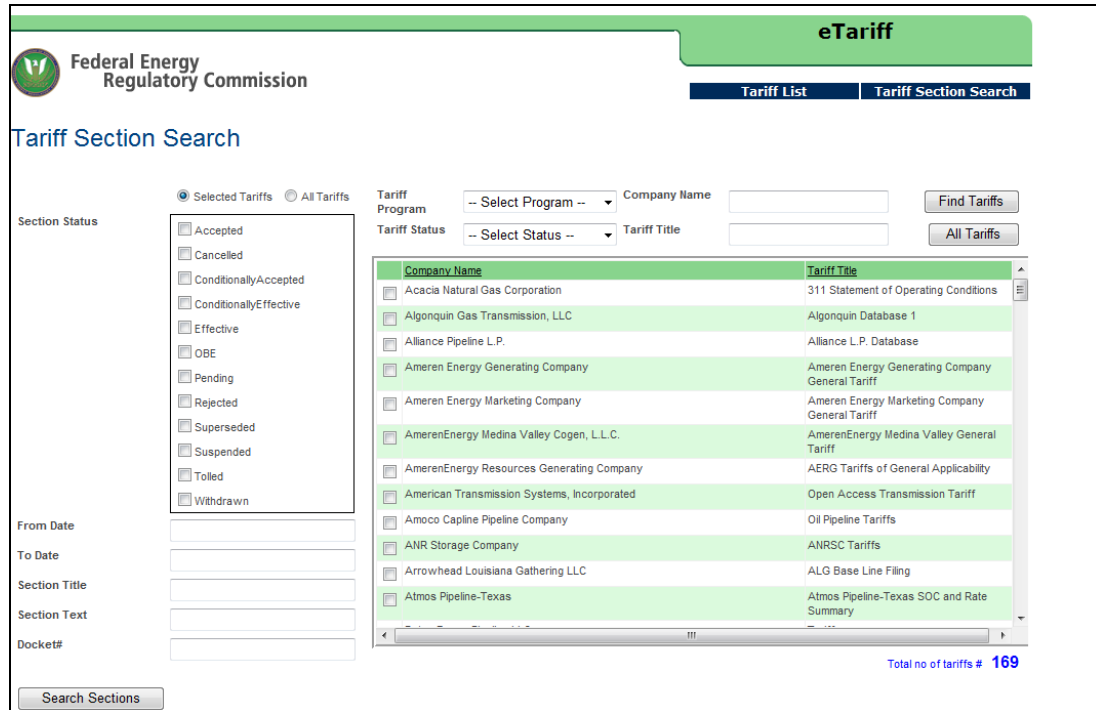 eTariff
Federal Energy
Regulatory Commission
Tariff List
Tariff Section Search
Tariff Section Search
Selected Tariffs
All Tariffs
Section Status
Accepted
Cancelled
ConditionallyAccepted
ConditionallyEffective
Effective
OBE
Pending
Rejected
Superseded
Suspended
Tolled
Withdrawn
From Date
To Date
Section Title
Section Text
Docket#
Search Sections
Tariff
Program
-- Select Program --
Company Name
Find Tariffs
Tariff Status
-- Select Status --
Tariff Title
All Tariffs
Company Name
Tariff Title
Acacia Natural Gas Corporation
311 Statement of Operating Conditions
Algonquin Gas Transmission, LLC
Algonquin Database 1
Alliance Pipeline L.P.
Alliance L.P. Database
Ameren Energy Generating Company
Ameren Energy Generating Company
General Tariff
Ameren Energy Marketing Company
Ameren Energy Marketing Company
General Tariff
AmerenEnergy Medina Valley Cogen, L.L.C.
AmerenEnergy Medina Valley General
Tariff
AmerenEnergy Resources Generating Company
AERG Tariffs of General Applicability
American Transmission Systems, Incorporated
Open Access Transmission Tariff
Amoco Capline Pipeline Company
Oil Pipeline Tariffs
ANR Storage Company
ANRSC Tariffs
Arrowhead Louisiana Gathering LLC
ALG Base Line Filing
Atmos Pipeline-Texas
Atmos Pipeline-Texas SOC and Rate
Summary
Total no of tariffs # 169